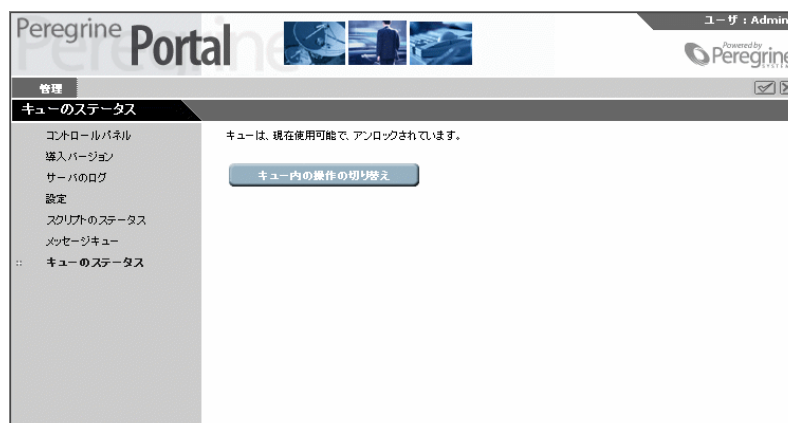 Peregrine Portal
ユーザ : Admin
Powered by
Peregrine
管理
キューのステータス
コントロールパネル
導入バージョン
サーバのログ
設定
スクリプトのステータス
メッセージキュー
キューのステータス
キューは、現在使用可能で、アンロックされています。
キュー内の操作の切り替え